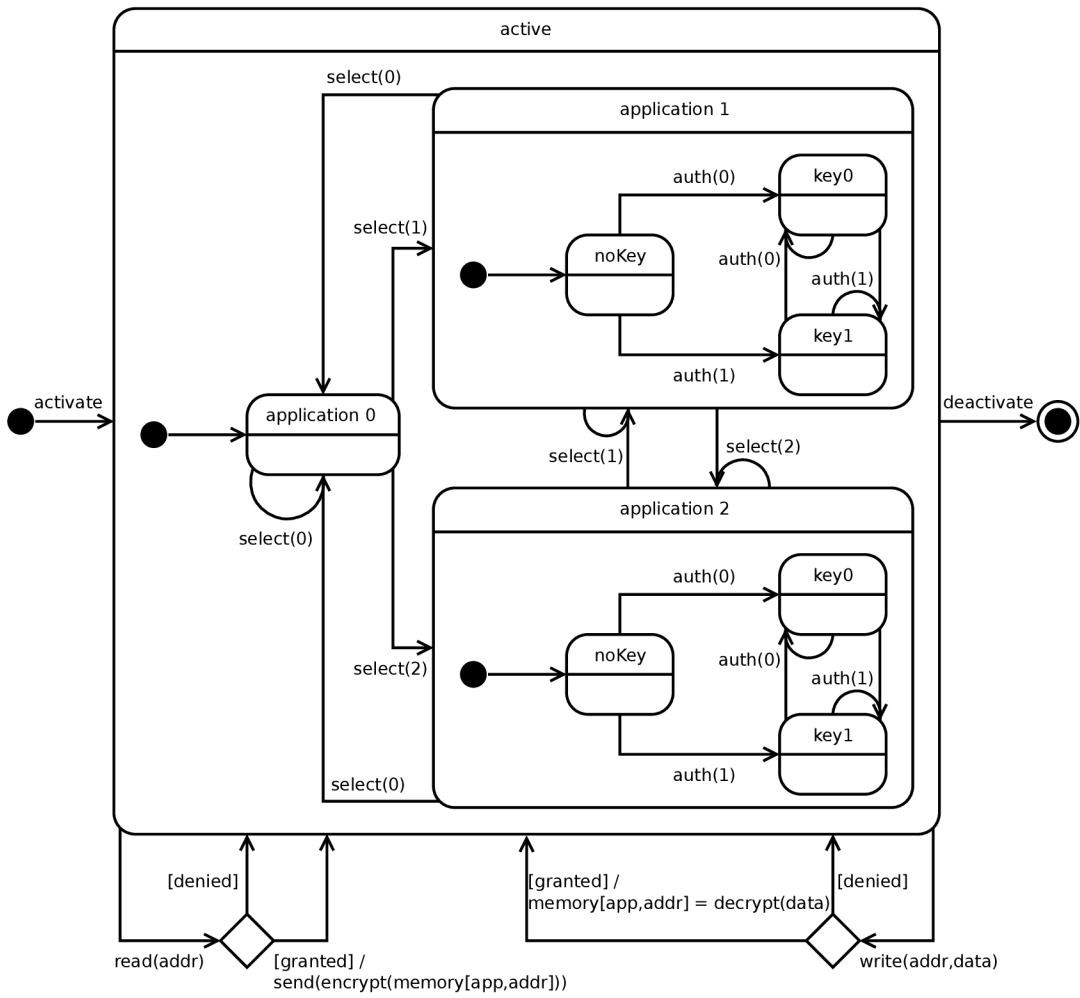 active
select(0)
application 1
auth(0)
key0
select(1)
noKey
auth(0)
auth(1)
key1
auth(1)
activate
deactivate
application 0
select(0)
select(1)
select(2)
application 2
auth(0)
key0
noKey
auth(0)
auth(1)
select(2)
key1
auth(1)
select(0)
[denied]
[granted] /
memory[app,addr] = decrypt(data)
[denied]
read(addr)
[granted] /
send(encrypt(memory[app,addr]))
write(addr,data)